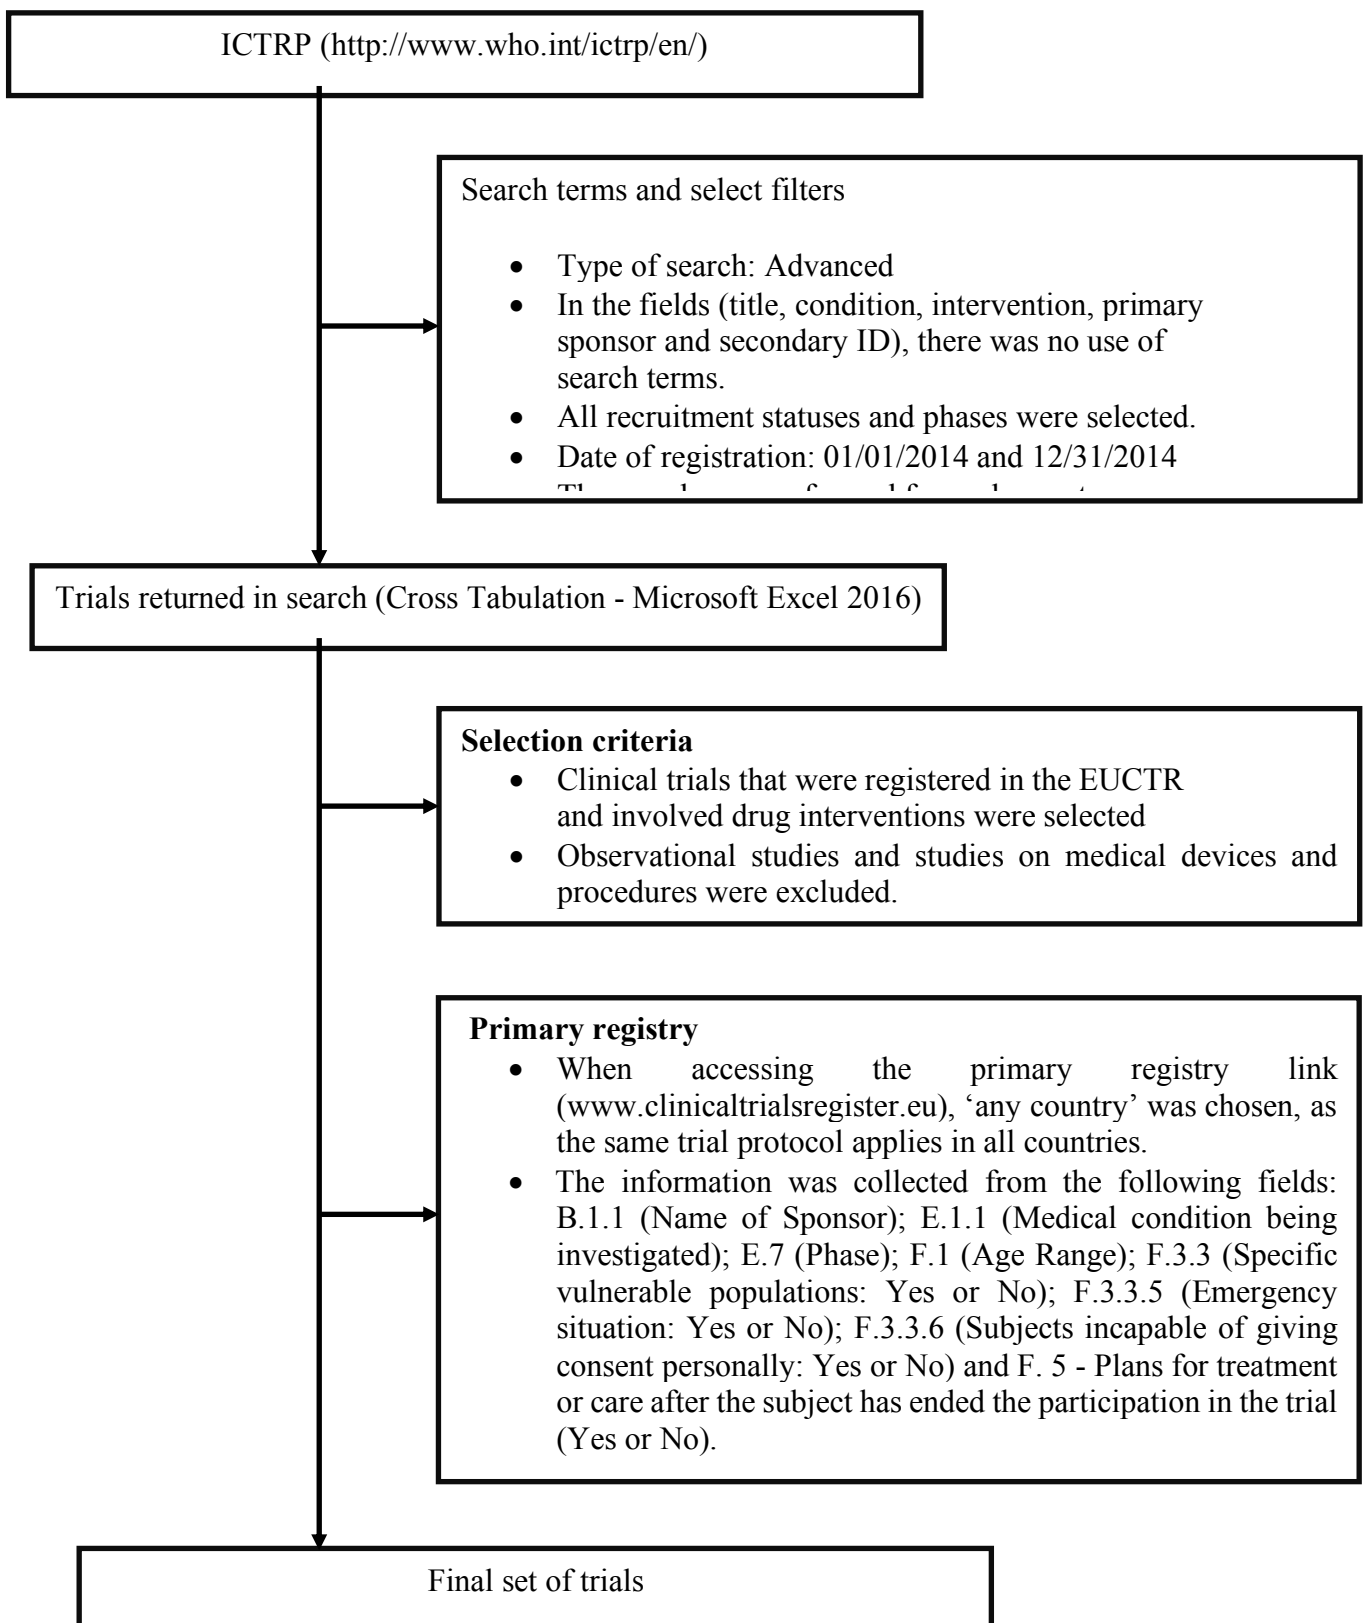 ICTRP (http://www.who.int/ictrp/en/)
Search terms and select filters
• Type of search: Advanced
• In the fields (title, condition, intervention, primary
sponsor and secondary ID), there was no use of
search terms.
• All recruitment statuses and phases were selected.
• Date of registration: 01/01/2014 and 12/31/2014
Trials returned in search (Cross Tabulation - Microsoft Excel 2016)
Selection criteria
• Clinical trials that were registered in the EUCTR
and involved drug interventions were selected
• Observational studies and studies on medical devices and
procedures were excluded.
Primary registry
• When accessing the primary registry link
(www.clinicaltrialsregister.eu), ‘any country’ was chosen, as
the same trial protocol applies in all countries.
• The information was collected from the following fields:
B.1.1 (Name of Sponsor); E.1.1 (Medical condition being
investigated); E.7 (Phase); F.1 (Age Range); F.3.3 (Specific
vulnerable populations: Yes or No); F.3.3.5 (Emergency
situation: Yes or No); F.3.3.6 (Subjects incapable of giving
consent personally: Yes or No) and F. 5 - Plans for treatment
or care after the subject has ended the participation in the trial
(Yes or No).
Final set of trials